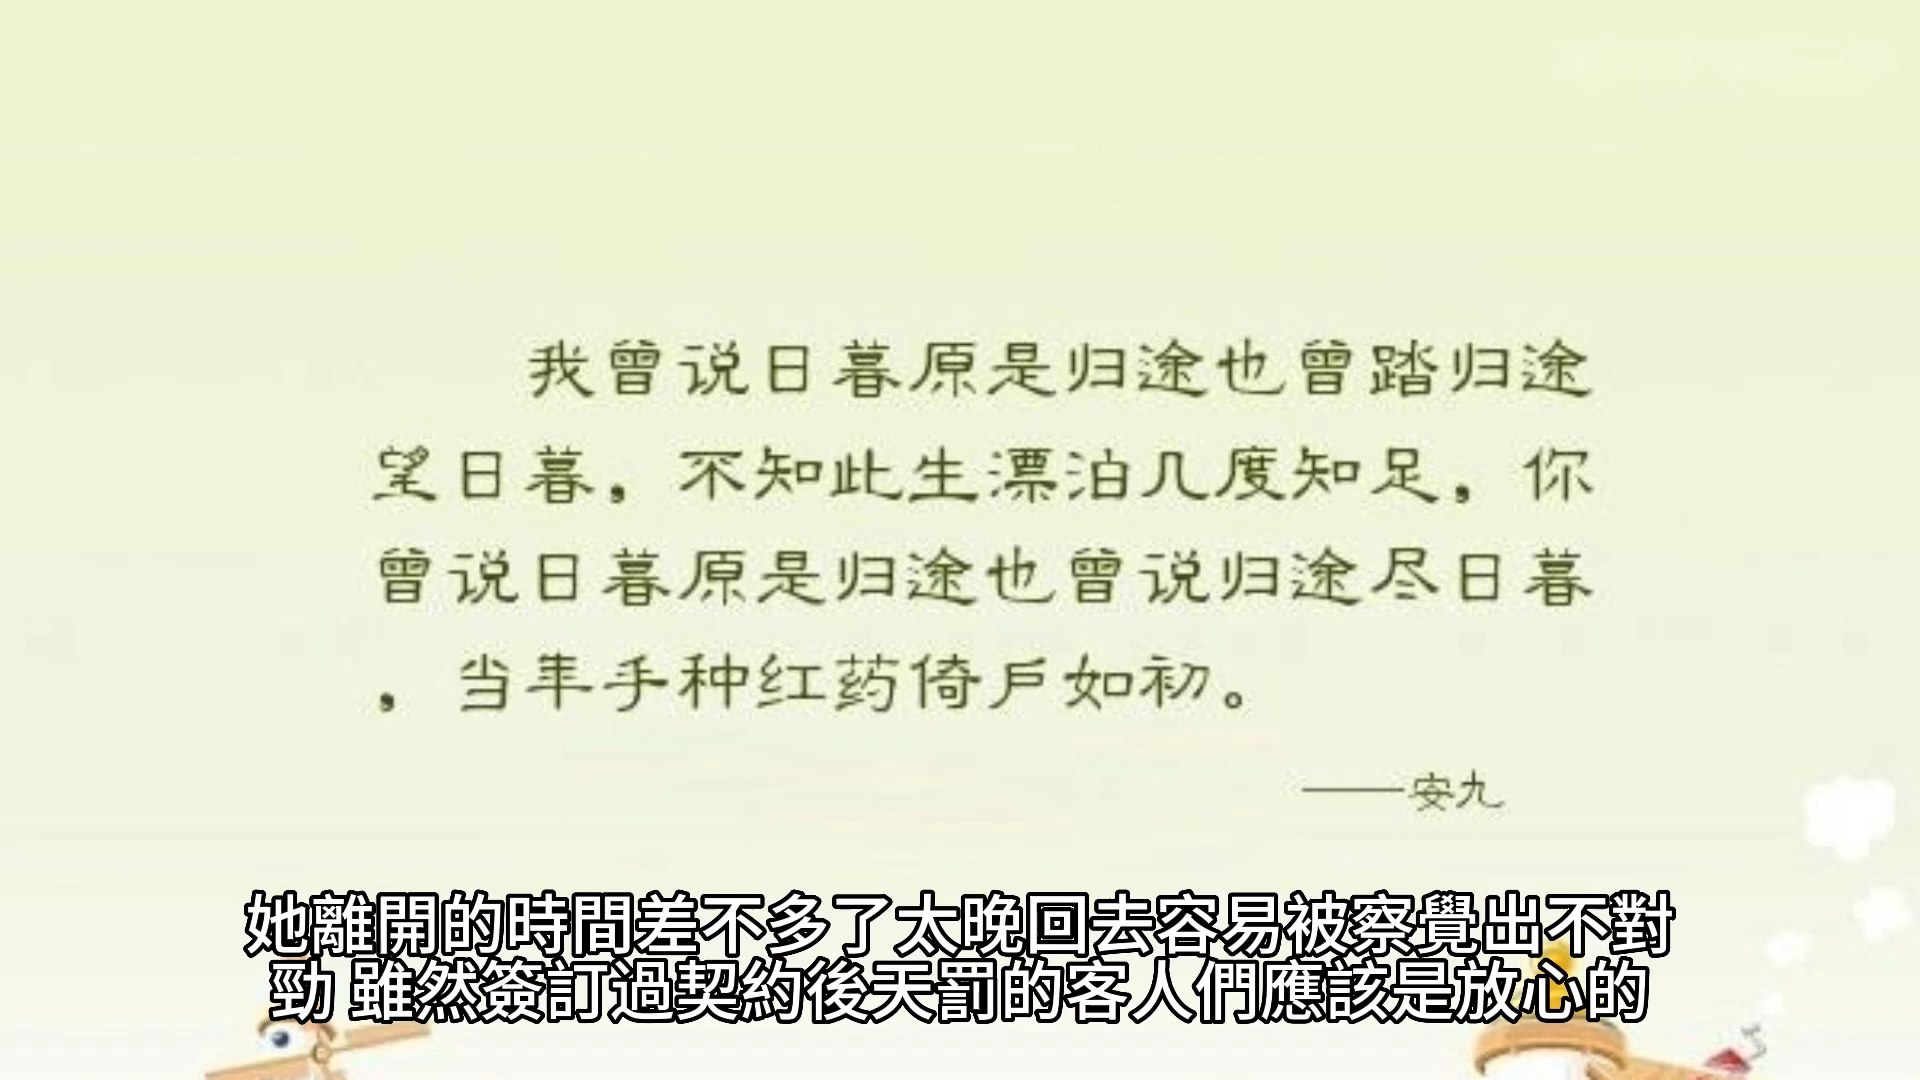 我曾说日暮原是归途也曾踏归途
望日暮，不知此生漂泊几度知足，你
曾说日暮原是归途也曾说归途尽日暮
，当年手种红药倚户如初。
——安九
她離開的時間差不多了太晚回去容易被察覺出不對
勁 雖然簽訂過契約後天罰的客人們應該是放心的